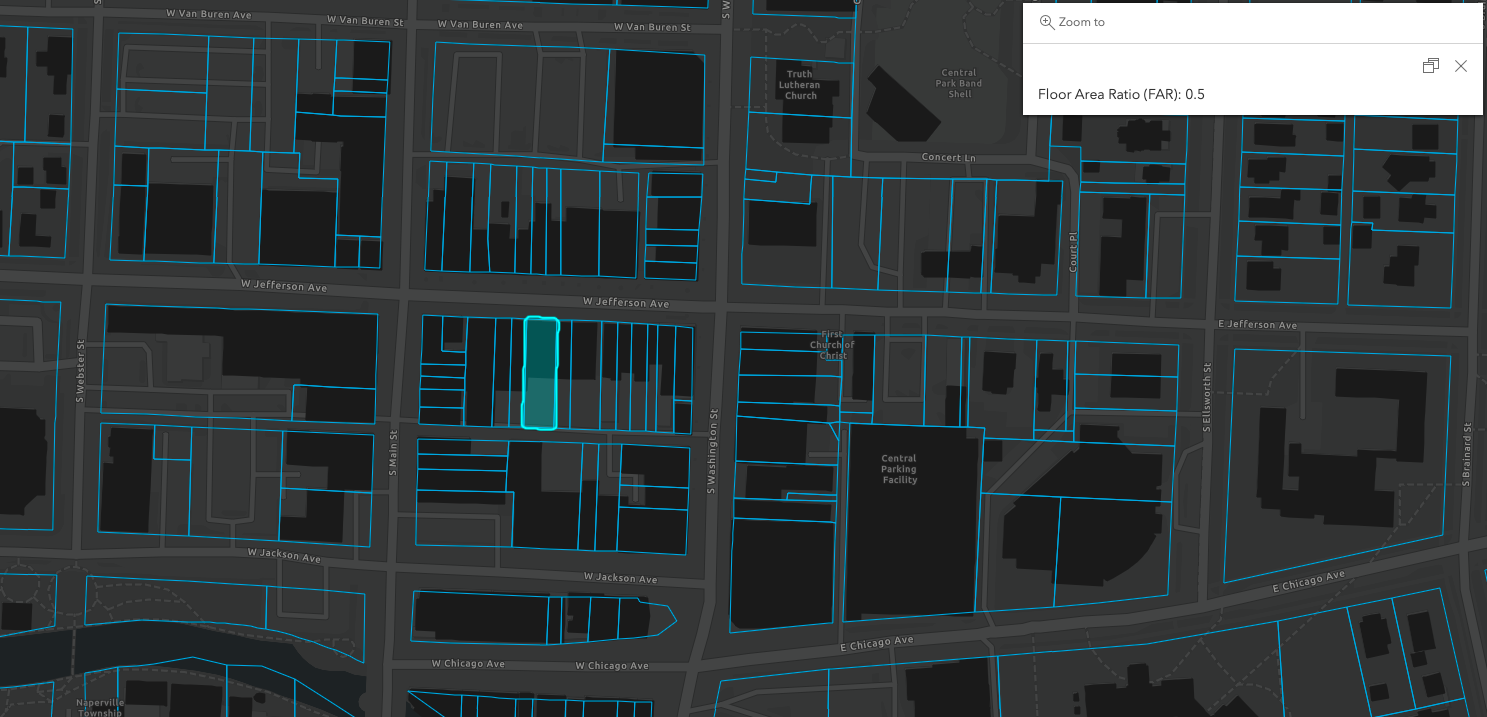 W Van Buren Ave
W Van Buren St
W Van Buren Ave
W Van Buren St
Zoom to
Floor Area Ratio (FAR): 0.5
Truth
Lutheran
Church
Central
Park Band
Shell
Concert Ln
Court Pl
W Jefferson Ave
W Jefferson Ave
E Jefferson Ave
First
Church of
Christ
S Webster St
S Main St
S Washington St
S Ellsworth St
S Brainard St
Central
Parking
Facility
W Jackson Ave
W Jackson Ave
E Chicago Ave
E Chicago Ave
W Chicago Ave
W Chicago Ave
Naperville
Township